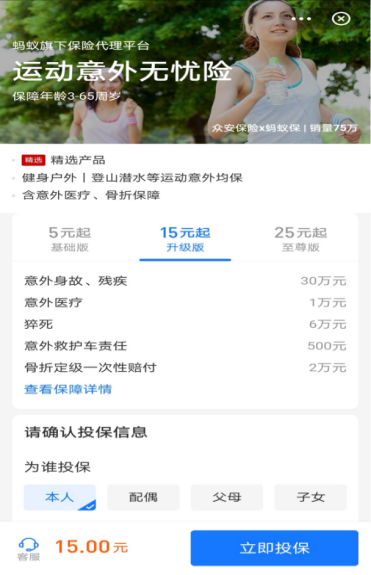 蚂蚁旗下保险代理平台
运动意外无忧险
保障年龄3-65周岁
众安保险x蚂蚁保 | 销量75万
精选 精选产品
健身户外 | 登山潜水等运动意外均保
含意外医疗、骨折保障
5元起 15元起 25元起
基础版 升级版 至尊版
意外身故、残疾 30万元
意外医疗 1万元
猝死 6万元
意外救护车责任 500元
骨折定级一次性赔付 2万元
查看保障详情
请确认投保信息
为谁投保
本人 配偶 父母 子女
客服 15.00元 立即投保